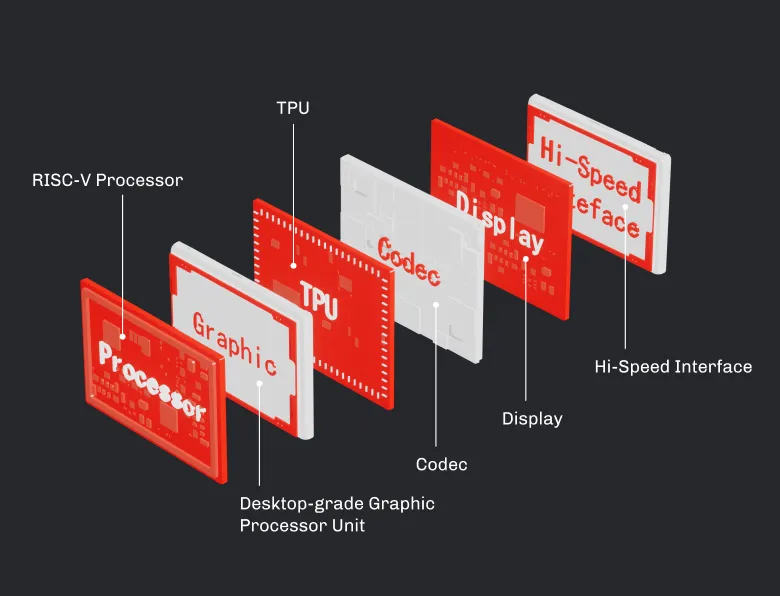 TPU
RISC-V Processor
Hi-Speed
eface
Display
Codec
TPU
Graphic
Processor
Hi-Speed Interface
Display
Codec
Desktop-grade Graphic
Processor Unit